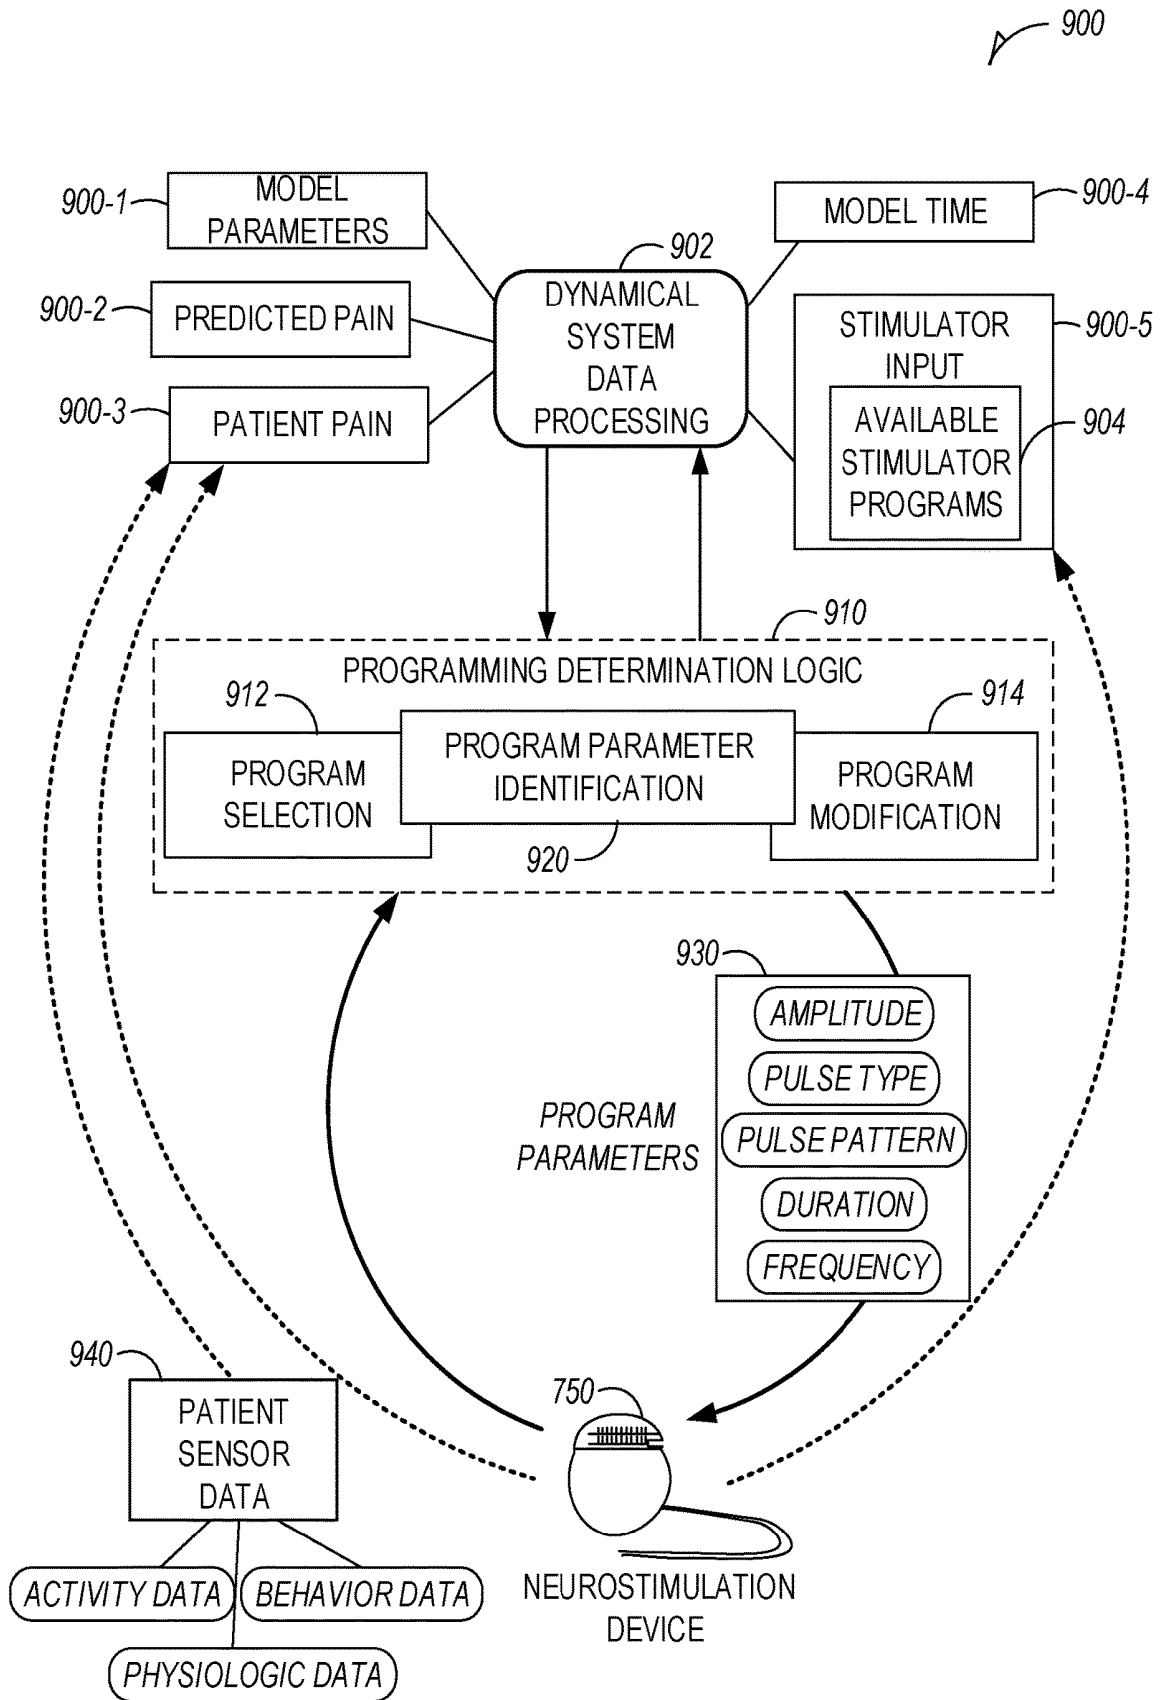 900
900-1
MODEL
PARAMETERS
900-2
PREDICTED PAIN
900-3
PATIENT PAIN
902
DYNAMICAL
SYSTEM
DATA
PROCESSING
MODEL TIME
900-4
STIMULATOR
INPUT
900-5
AVAILABLE
STIMULATOR
PROGRAMS
904
910
PROGRAMMING DETERMINATION LOGIC
912
PROGRAM
SELECTION
PROGRAM PARAMETER
IDENTIFICATION
920
914
PROGRAM
MODIFICATION
930
PROGRAM
PARAMETERS
AMPLITUDE
PULSE TYPE
PULSE PATTERN
DURATION
FREQUENCY
940
PATIENT
SENSOR
DATA
ACTIVITY DATA
BEHAVIOR DATA
PHYSIOLOGIC DATA
750
NEUROSTIMULATION
DEVICE